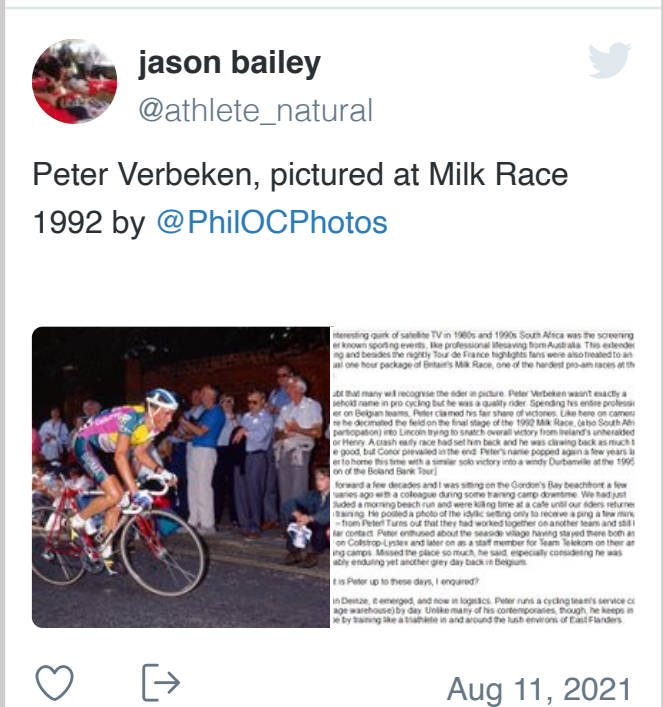 jason bailey
@athlete_natural
Peter Verbeken, pictured at Milk Race
1992 by @PhilOCPhotos
nteresting quirk of satellite TV in 1980s and 1990s South Africa was the screening
er known sporting events, like professional lifesaving from Australia. This extende
ng and besides the nightly Tour de France highlights fans were also treated to an
al one hour package of Britain's Milk Race, one of the hardest pro-am races at th
bt that many will recognise the rider in picture. Peter Verbeken wasn't exactly a
sehold name in pro cycling but he was a quality rider. Spending his entire professi
er on Belgian teams, Peter claimed his fair share of victories. Like here on camera
re he decimated the field on the final stage of the 1992 Milk Race, (also South Afri
participation) into Lincoln trying to snatch overall victory from Ireland's unheralded
or Henry. A crash early race had set him back and he was clawing back as much t
e good, but Conor prevailed in the end. Peter's name popped again a few years la
er to home this time with a similar solo victory into a windy Durbanville at the 1995
on of the Boland Bank Tour]
forward a few decades and I was sitting on the Gordon's Bay beachfront a few
uaries ago with a colleague during some training camp downtime. We had just
luded a morning beach run and were killing time at a cafe until our riders returne
training. He posted a photo of the idyllic setting only to receive a ping a few minu
– from Peter! Turns out that they had worked together on another team and still l
lar contact. Peter enthused about the seaside village having stayed there both as
on Collstrop-Lystex and later on as a staff member for Team Telekom on their an
ing camps. Missed the place so much, he said, especially considering he was
ably enduring yet another grey day back in Belgium.
t is Peter up to these days, I enquired?
n Deinze, it emerged, and now in logistics. Peter runs a cycling team's service co
age warehouse) by day. Unlike many of his contemporaries, though, he keeps in
e by training like a triathlete in and around the lush environs of East Flanders.
Aug 11, 2021